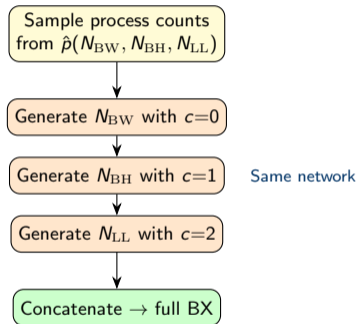 Sample process counts
from p̂(N_BW, N_BH, N_LL)
Generate N_BW with c=0
Generate N_BH with c=1
Same network
Generate N_LL with c=2
Concatenate → full BX